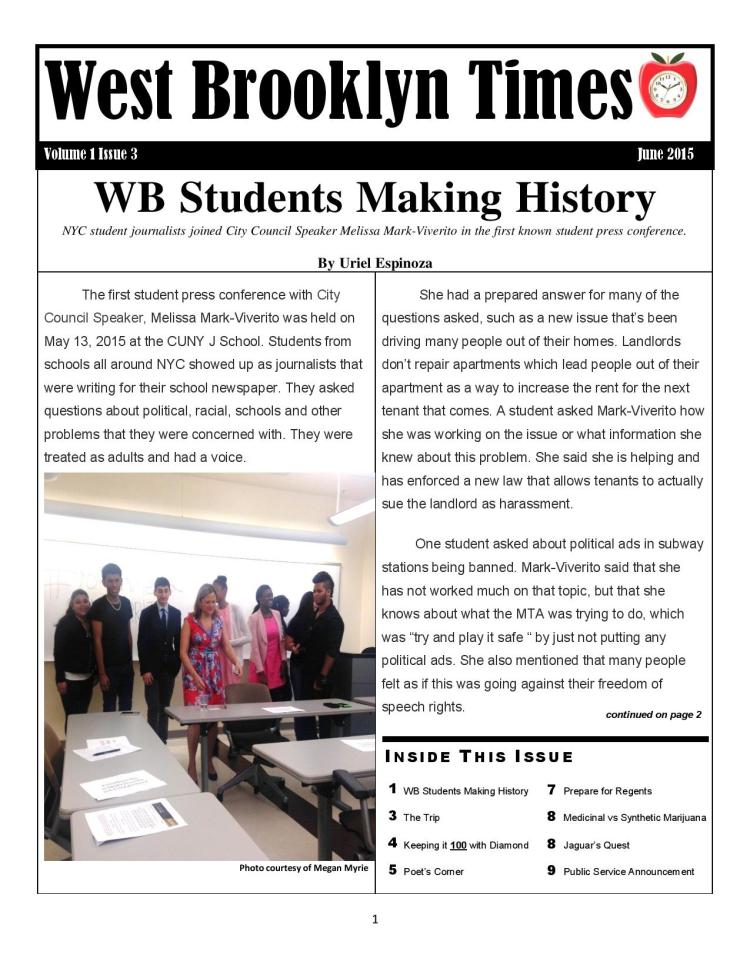 West Brooklyn Times
Volume 1 Issue 3
June 2015
WB Students Making History
NYC student journalists joined City Council Speaker Melissa Mark-Viverito in the first known student press conference.
By Uriel Espinoza
The first student press conference with City
Council Speaker, Melissa Mark-Viverito was held on
May 13, 2015 at the CUNY J School. Students from
schools all around NYC showed up as journalists that
were writing for their school newspaper. They asked
questions about political, racial, schools and other
problems that they were concerned with. They were
treated as adults and had a voice.
Photo courtesy of Megan Myrie
She had a prepared answer for many of the
questions asked, such as a new issue that’s been
driving many people out of their homes. Landlords
don’t repair apartments which lead people out of their
apartment as a way to increase the rent for the next
tenant that comes. A student asked Mark-Viverito how
she was working on the issue or what information she
knew about this problem. She said she is helping and
has enforced a new law that allows tenants to actually
sue the landlord as harassment.
One student asked about political ads in subway
stations being banned. Mark-Viverito said that she
has not worked much on that topic, but that she
knows about what the MTA was trying to do, which
was “try and play it safe “ by just not putting any
political ads. She also mentioned that many people
felt as if this was going against their freedom of
speech rights.
continued on page 2
INSIDE THIS ISSUE
1 WB Students Making History
3 The Trip
4 Keeping it 100 with Diamond
5 Poet’s Corner
7 Prepare for Regents
8 Medicinal vs Synthetic Marijuana
8 Jaguar’s Quest
9 Public Service Announcement
1